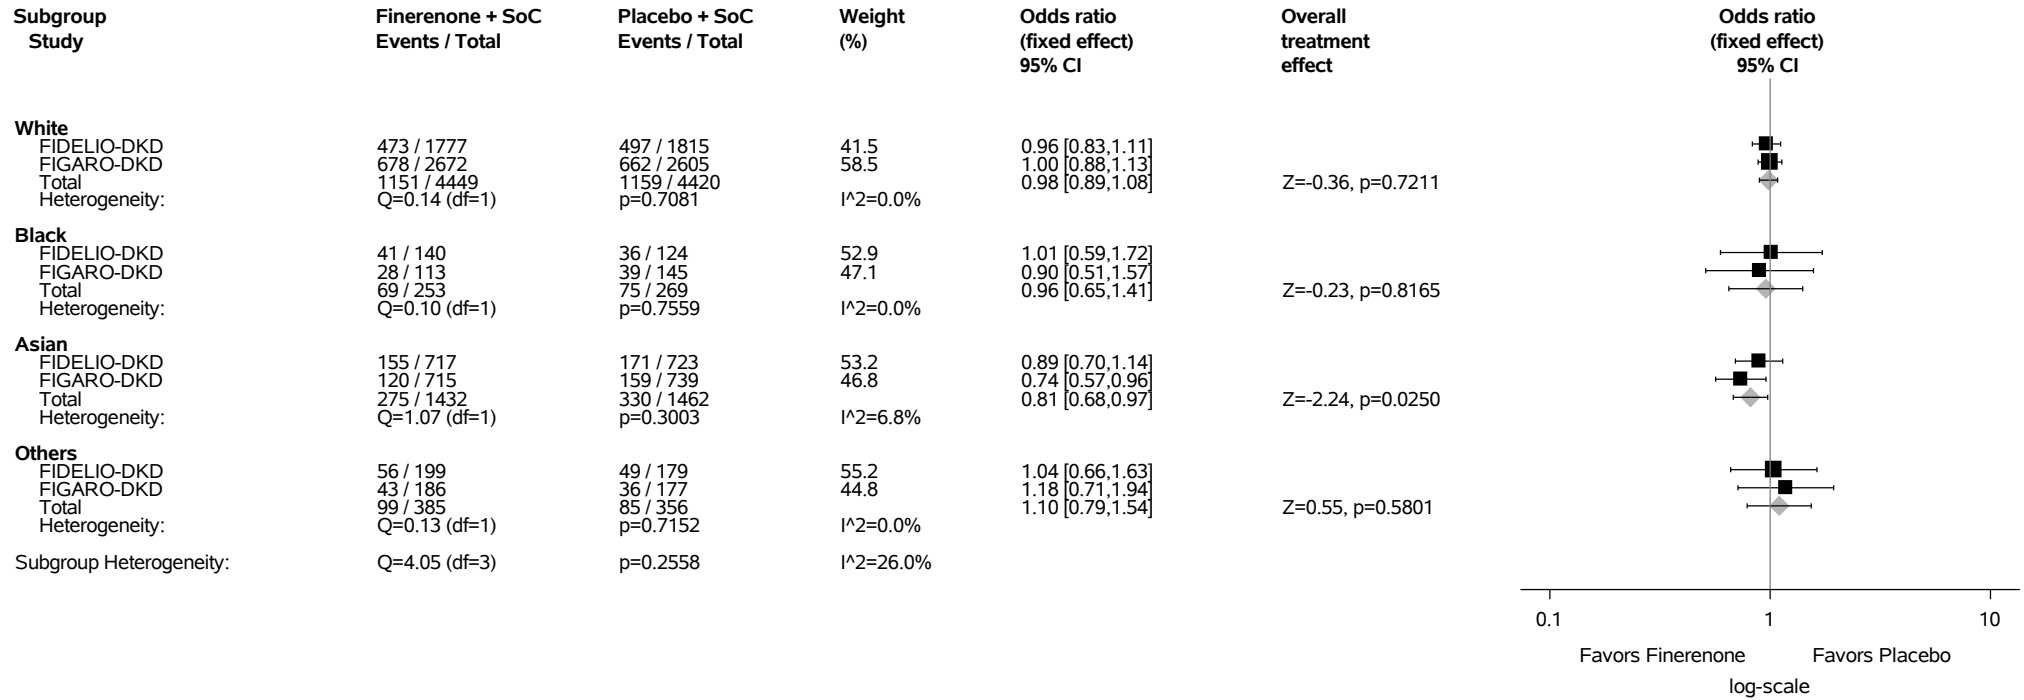 Subgroup Finerenone + SoC Placebo + SoC Weight Odds ratio Overall Odds ratio
Study Events / Total Events / Total (%) (fixed effect) treatment (fixed effect)
95% CI effect 95% CI
White
FIDELIO-DKD 473 / 1777 497 / 1815 41.5 0.96 [0.83,1.11]
FIGARO-DKD 678 / 2672 662 / 2605 58.5 1.00 [0.88,1.13]
Total 1151 / 4449 1159 / 4420 0.98 [0.89,1.08] Z=-0.36, p=0.7211
Heterogeneity: Q=0.14 (df=1) p=0.7081 I^2=0.0%
Black
FIDELIO-DKD 41 / 140 36 / 124 52.9 1.01 [0.59,1.72]
FIGARO-DKD 28 / 113 39 / 145 47.1 0.90 [0.51,1.57]
Total 69 / 253 75 / 269 0.96 [0.65,1.41] Z=-0.23, p=0.8165
Heterogeneity: Q=0.10 (df=1) p=0.7559 I^2=0.0%
Asian
FIDELIO-DKD 155 / 717 171 / 723 53.2 0.89 [0.70,1.14]
FIGARO-DKD 120 / 715 159 / 739 46.8 0.74 [0.57,0.96]
Total 275 / 1432 330 / 1462 0.81 [0.68,0.97] Z=-2.24, p=0.0250
Heterogeneity: Q=1.07 (df=1) p=0.3003 I^2=6.8%
Others
FIDELIO-DKD 56 / 199 49 / 179 55.2 1.04 [0.66,1.63]
FIGARO-DKD 43 / 186 36 / 177 44.8 1.18 [0.71,1.94]
Total 99 / 385 85 / 356 1.10 [0.79,1.54] Z=0.55, p=0.5801
Heterogeneity: Q=0.13 (df=1) p=0.7152 I^2=0.0%
Subgroup Heterogeneity: Q=4.05 (df=3) p=0.2558 I^2=26.0%
0.1 1 10
Favors Finerenone Favors Placebo
log-scale